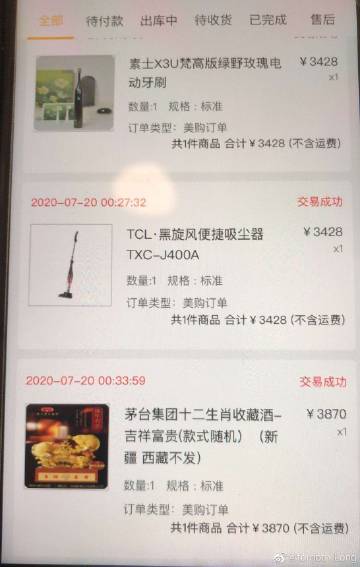 全部 待付款 出库中 待收货 已完成 售后
素士X3U梵高版绿野玫瑰电 ¥3428
动牙刷 x1
数量:1 规格:标准
订单类型:美购订单
共1件商品 合计¥3428 (不含运费)
2020-07-20 00:27:32 交易成功
TCL·黑旋风便捷吸尘器 ¥3428
TXC-J400A x1
数量:1 规格:标准
订单类型:美购订单
共1件商品 合计¥3428 (不含运费)
2020-07-20 00:33:59 交易成功
茅台集团十二生肖收藏酒- ¥3870
吉祥富贵(款式随机) (新 x1
疆 西藏不发)
数量:1 规格:标准
订单类型:美购订单
共1件商品 合计¥3870 (不含运费)